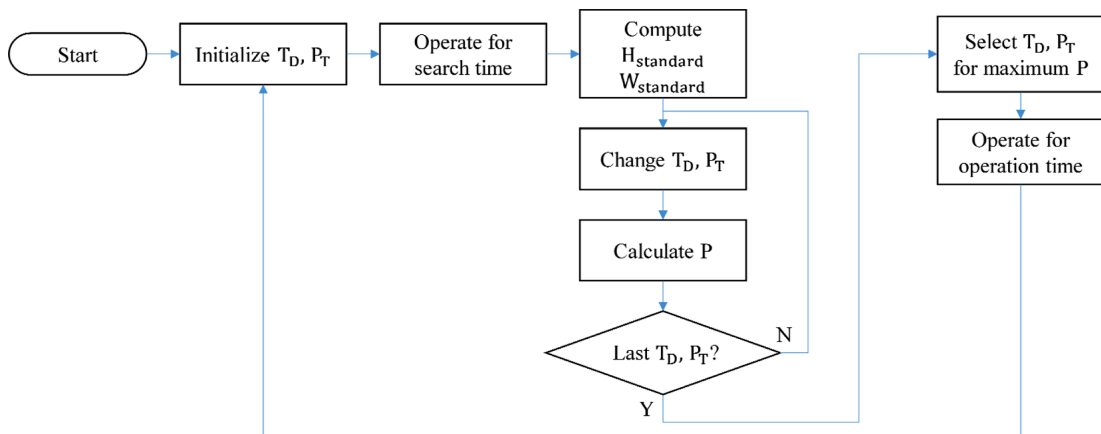 Start
Initialize T_D, P_T
Operate for
search time
Compute
H_standard
W_standard
Change T_D, P_T
Calculate P
Last T_D, P_T?
N
Y
Select T_D, P_T
for maximum P
Operate for
operation time